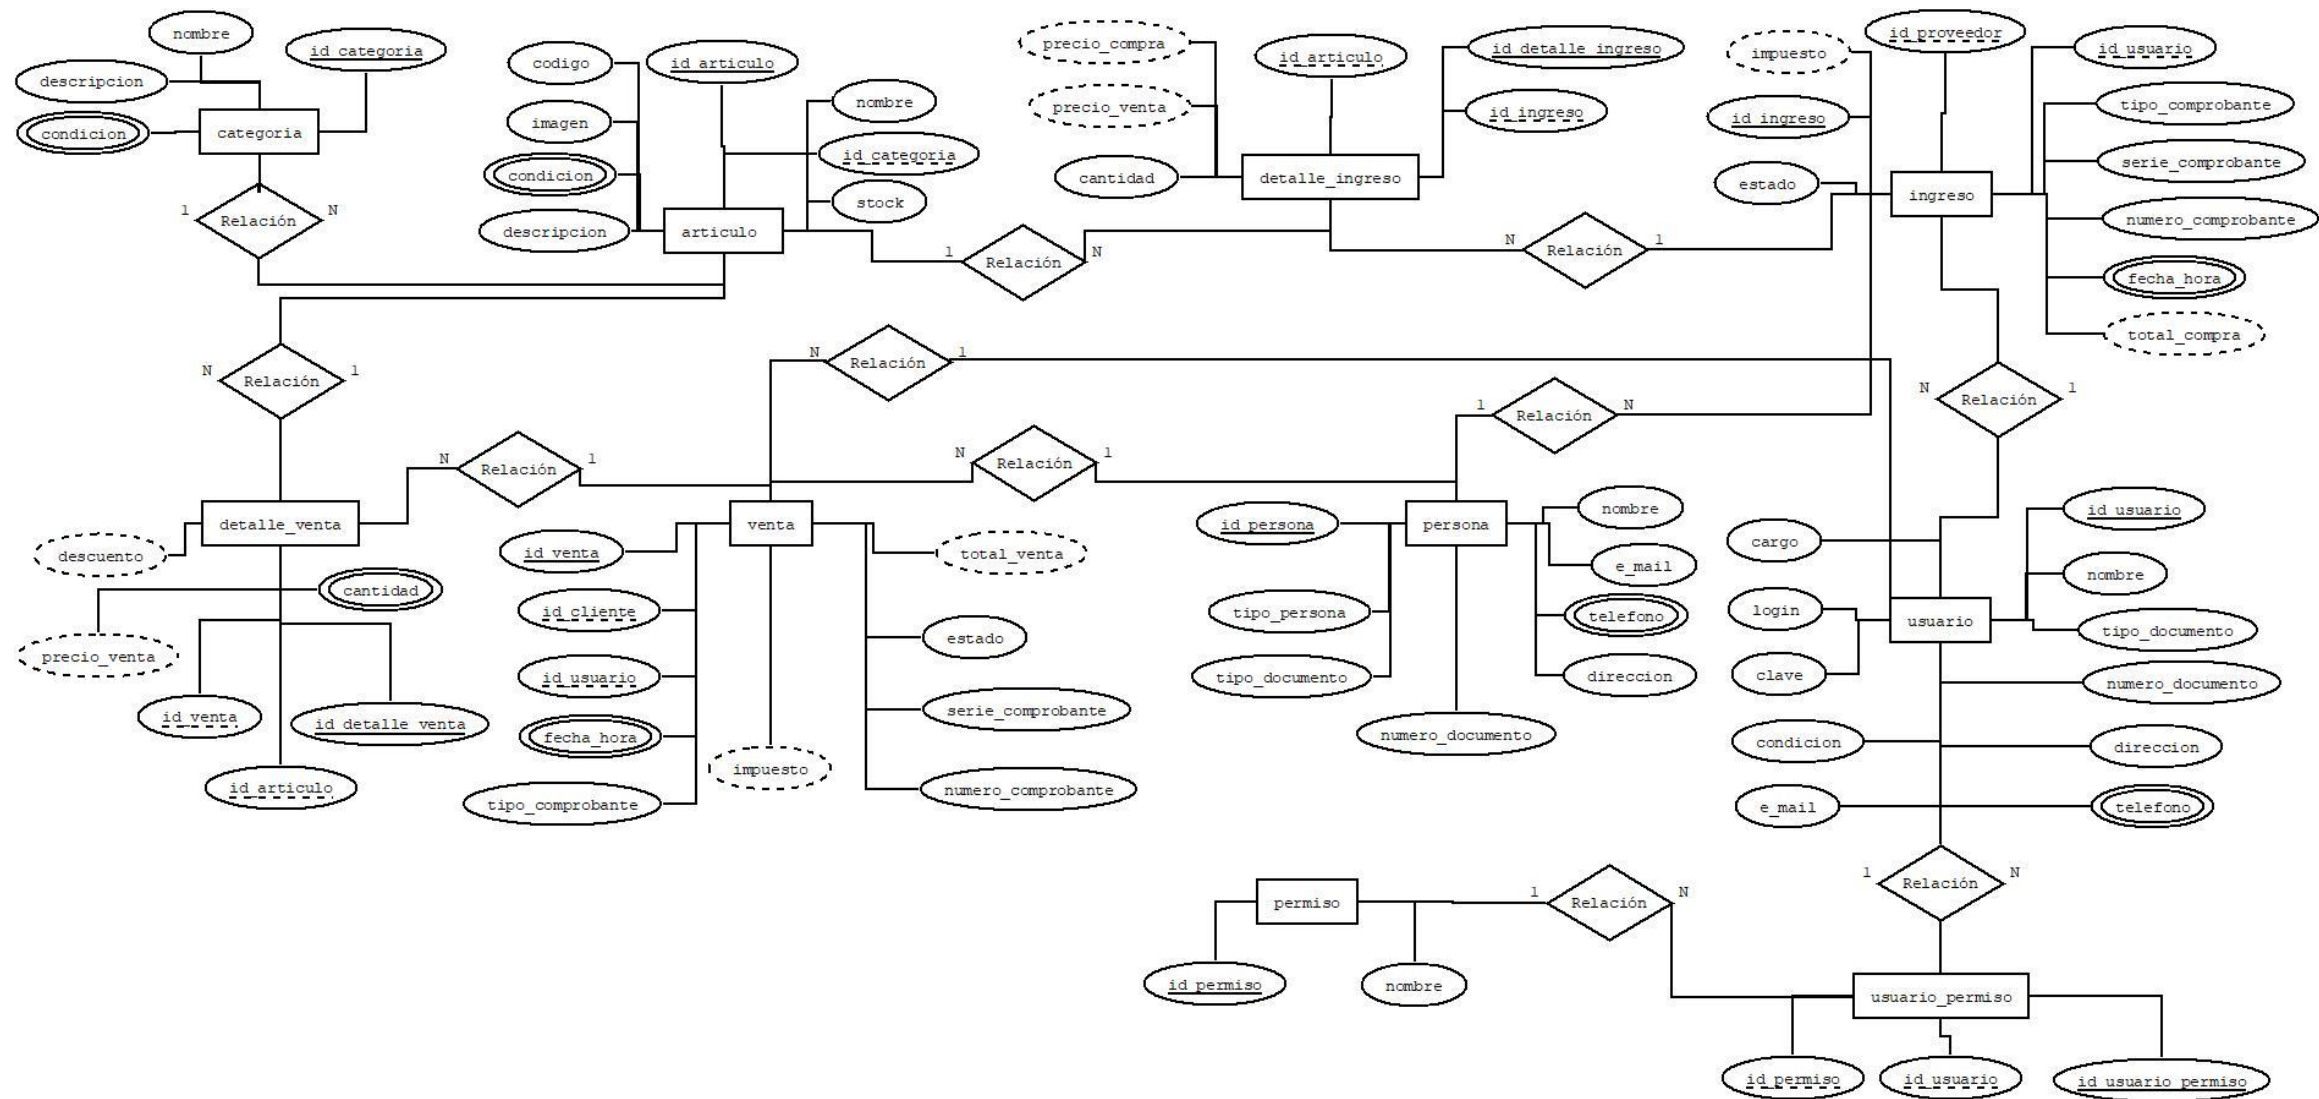 nombre
id_categoria
descripcion
condicion
categoria
1
Relación
N
codigo
id_articulo
imagen
nombre
condicion
id_categoria
descripcion
stock
articulo
1
Relación
N
precio_compra
id_articulo
id_detalle_ingreso
precio_venta
id_ingreso
cantidad
detalle_ingreso
N
Relación
1
impuesto
id_proveedor
id_usuario
id_ingreso
tipo_comprobante
estado
serie_comprobante
ingreso
numero_comprobante
fecha_hora
total_compra
N
Relación
1
N
Relación
1
1
Relación
N
N
Relación
1
N
Relación
1
N
Relación
1
detalle_venta
descuento
cantidad
precio_venta
id_venta
id_detalle_venta
id_articulo
venta
id_venta
total_venta
id_cliente
estado
id_usuario
serie_comprobante
fecha_hora
impuesto
numero_comprobante
tipo_comprobante
id_persona
persona
nombre
e_mail
tipo_persona
telefono
tipo_documento
direccion
numero_documento
id_usuario
cargo
nombre
login
usuario
tipo_documento
clave
numero_documento
condicion
direccion
e_mail
telefono
1
Relación
N
permiso
1
Relación
N
id_permiso
nombre
usuario_permiso
id_permiso
id_usuario
id_usuario_permiso